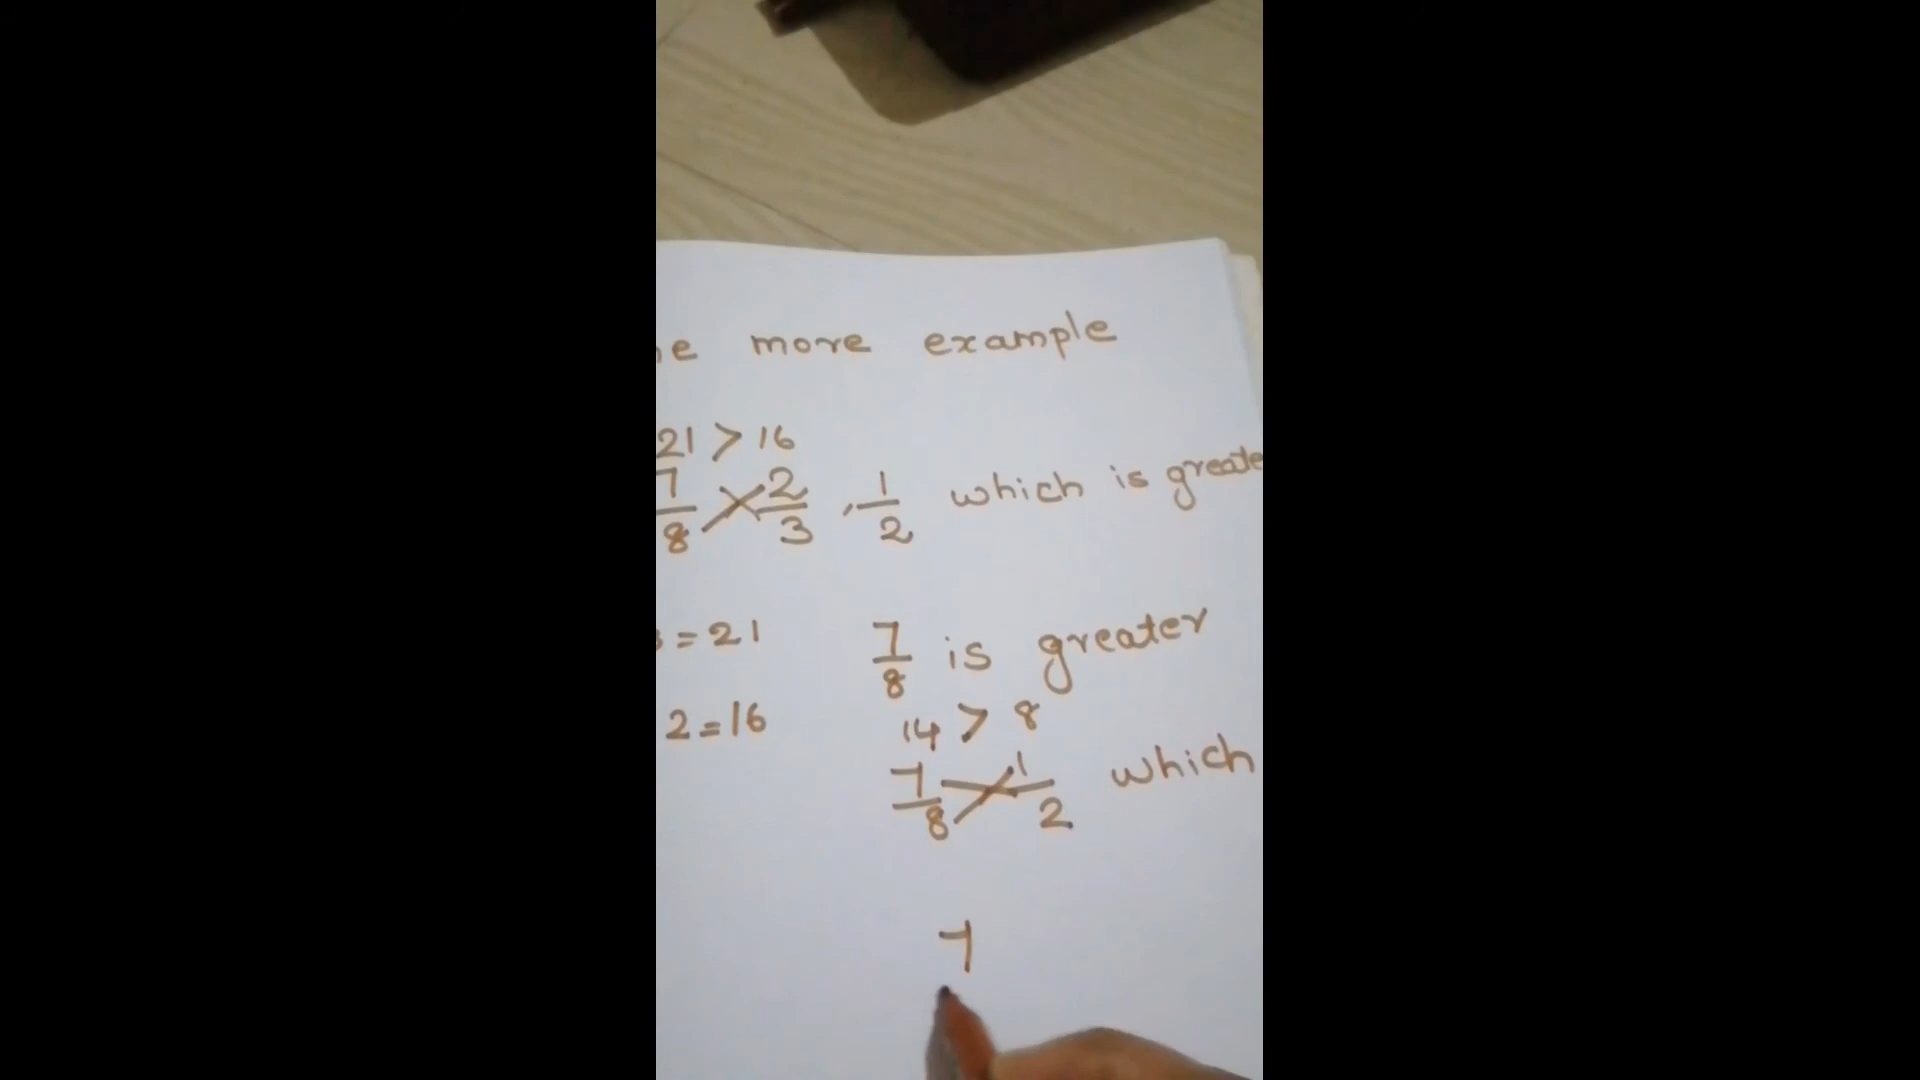 more example
21 > 16
7/8 2/3 , 1/2 which is
= 21
7/8 is greater
2 = 16
14 > 8
7/8 1/2 which
7